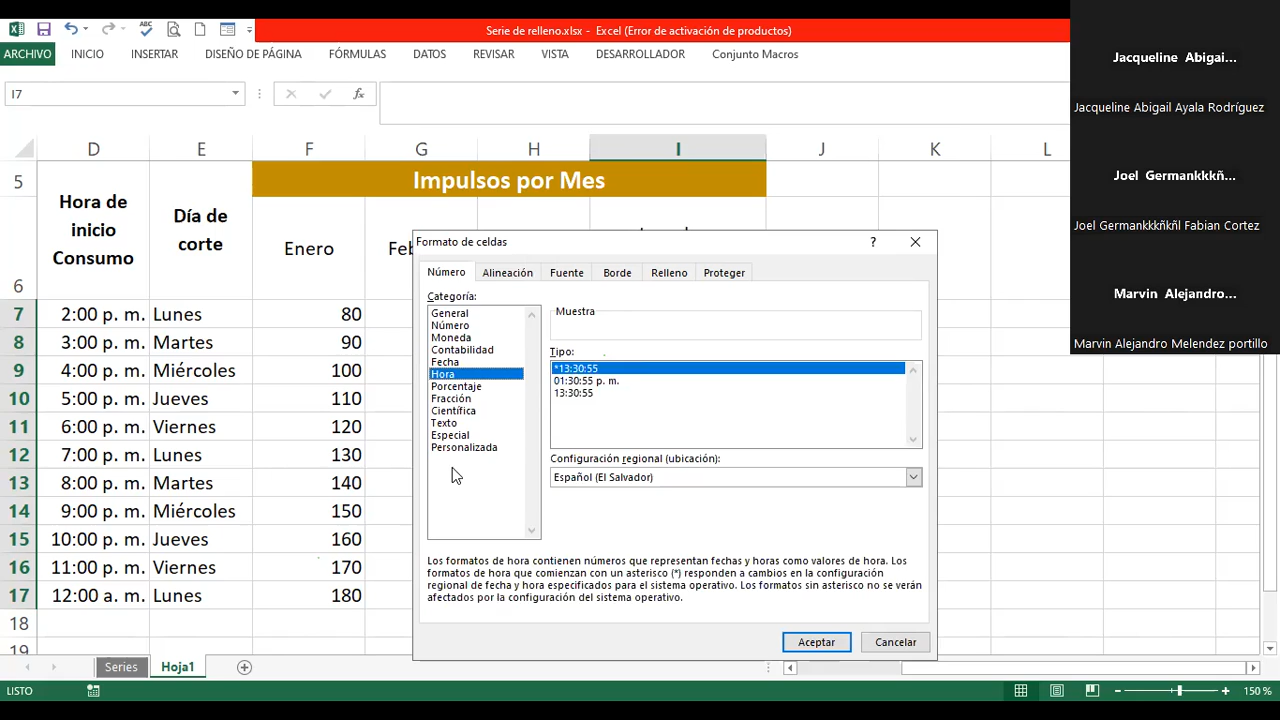 Serie de relleno.xlsx - Excel (Error de activación de productos)
ARCHIVO INICIO INSERTAR DISEÑO DE PÁGINA FÓRMULAS DATOS REVISAR VISTA DESARROLLADOR Conjunto Macros
I7
fx
D E F G H I J K L
5 Impulsos por Mes
Hora de
inicio
Consumo
Día de
corte
6 Enero
7 2:00 p. m. Lunes 80
8 3:00 p. m. Martes 90
9 4:00 p. m. Miércoles 100
10 5:00 p. m. Jueves 110
11 6:00 p. m. Viernes 120
12 7:00 p. m. Lunes 130
13 8:00 p. m. Martes 140
14 9:00 p. m. Miércoles 150
15 10:00 p. m. Jueves 160
16 11:00 p. m. Viernes 170
17 12:00 a. m. Lunes 180
18
19
Formato de celdas ?
Número Alineación Fuente Borde Relleno Proteger
Categoría:
General
Número
Moneda
Contabilidad
Fecha
Hora
Porcentaje
Fracción
Científica
Texto
Especial
Personalizada
Muestra
Tipo:
*13:30:55
01:30:55 p. m.
13:30:55
Configuración regional (ubicación):
Español (El Salvador)
Los formatos de hora contienen números que representan fechas y horas como valores de hora. Los
formatos de hora que comienzan con un asterisco (*) responden a cambios en la configuración
regional de fecha y hora especificados para el sistema operativo. Los formatos sin asterisco no se verán
afectados por la configuración del sistema operativo.
Aceptar Cancelar
Series Hoja1
LISTO
150 %
Jacqueline Abigai...
Jacqueline Abigail Ayala Rodríguez
Joel Germankkkñ...
Joel Germankkkñkñl Fabian Cortez
Marvin Alejandro...
Marvin Alejandro Melendez portillo